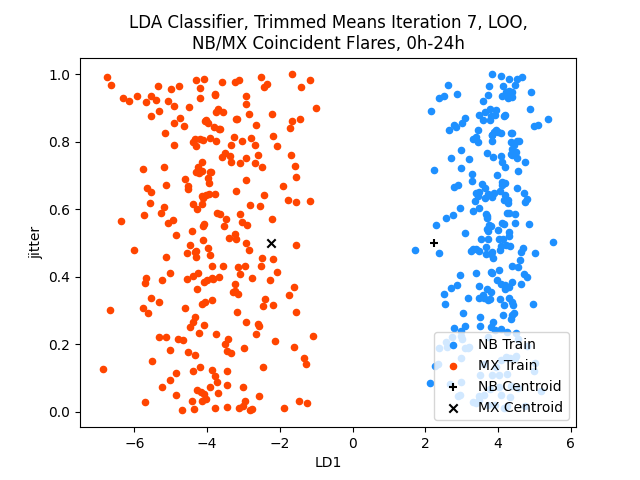 LDA Classifier, Trimmed Means Iteration 7, LOO,
NB/MX Coincident Flares, 0h-24h
1.0
0.8
0.6
0.4
0.2
0.0
jitter
−6
−4
−2
0
2
4
6
LD1
NB Train
MX Train
NB Centroid
MX Centroid